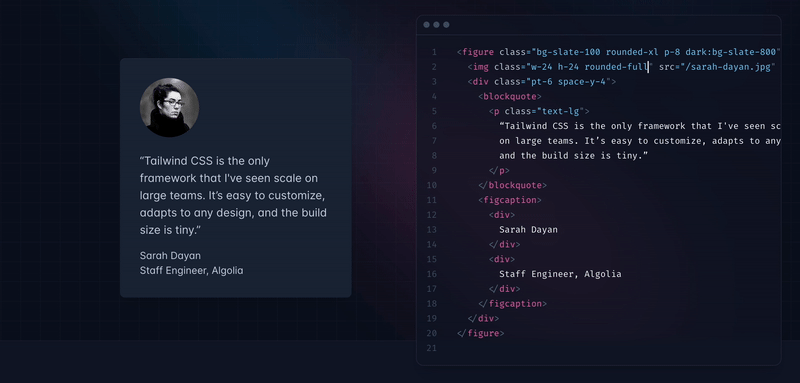 “Tailwind CSS is the only
framework that I've seen scale on
large teams. It’s easy to customize,
adapts to any design, and the build
size is tiny.”
Sarah Dayan
Staff Engineer, Algolia
1 <figure class="bg-slate-100 rounded-xl p-8 dark:bg-slate-800"
2 <img class="w-24 h-24 rounded-full" src="/sarah-dayan.jpg"
3 <div class="pt-6 space-y-4">
4 <blockquote>
5 <p class="text-lg">
6 “Tailwind CSS is the only framework that I've seen sc
7 on large teams. It’s easy to customize, adapts to any
8 and the build size is tiny.”
9 </p>
10 </blockquote>
11 <figcaption>
12 <div>
13 Sarah Dayan
14 </div>
15 <div>
16 Staff Engineer, Algolia
17 </div>
18 </figcaption>
19 </div>
20 </figure>
21